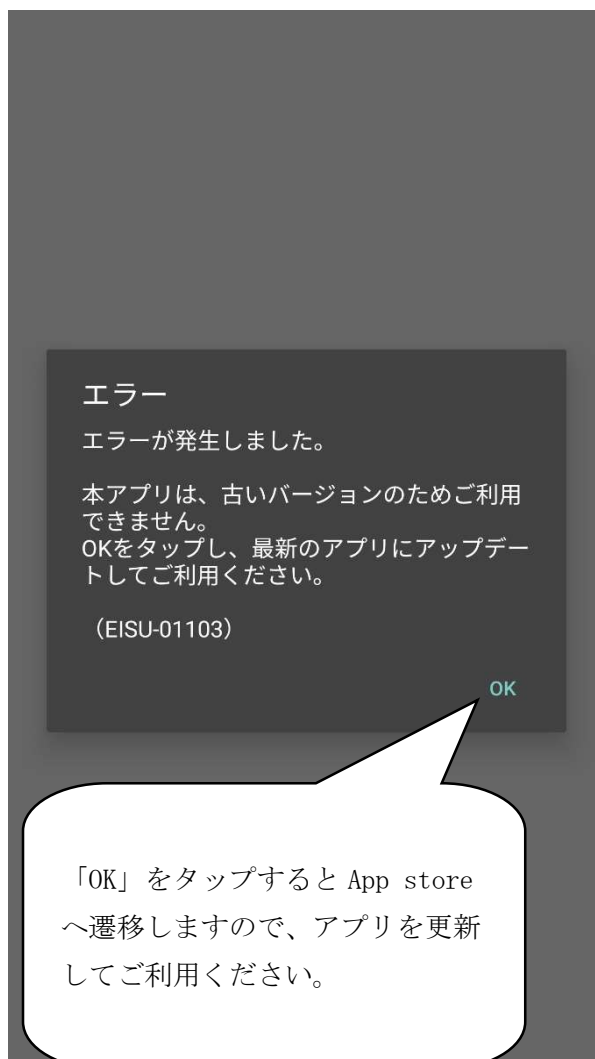 エラー
エラーが発生しました。
本アプリは、古いバージョンのためご利用
できません。
OKをタップし、最新のアプリにアップデー
トしてご利用ください。
（EISU-01103）
OK
「OK」をタップすると App store
へ遷移しますので、アプリを更新
してご利用ください。